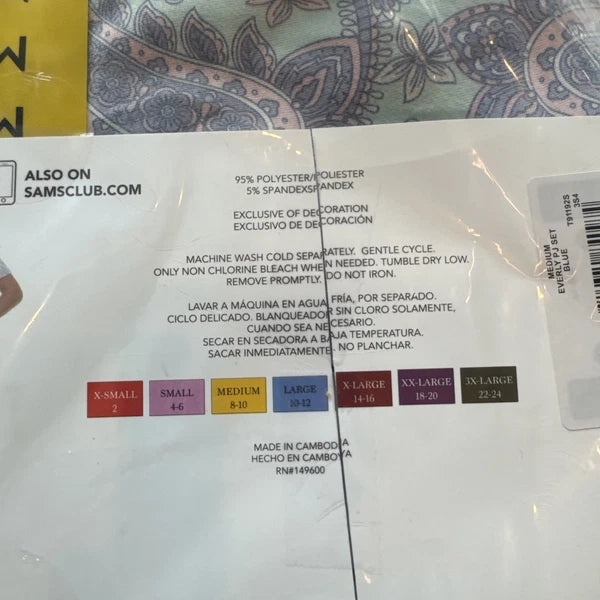 M
M
ALSO ON
SAMSCLUB.COM
95% POLYESTER/POLIESTER
5% SPANDEXSPANDEX
EXCLUSIVE OF DECORATION
EXCLUSIVO DE DECORACIÓN
MACHINE WASH COLD SEPARATELY. GENTLE CYCLE.
ONLY NON CHLORINE BLEACH WHEN NEEDED. TUMBLE DRY LOW.
REMOVE PROMPTLY. DO NOT IRON.
LAVAR A MÁQUINA EN AGUA FRÍA, POR SEPARADO.
CICLO DELICADO. BLANQUEADOR SIN CLORO SOLAMENTE,
CUANDO SEA NECESARIO.
SECAR EN SECADORA A BAJA TEMPERATURA.
SACAR INMEDIATAMENTE. NO PLANCHAR.
X-SMALL
2
SMALL
4-6
MEDIUM
8-10
LARGE
10-12
X-LARGE
14-16
XX-LARGE
18-20
3X-LARGE
22-24
MADE IN CAMBODIA
HECHO EN CAMBOYA
RN#149600
MEDIUM
EVERLY PJ SET
BLUE
T91192S
3S4